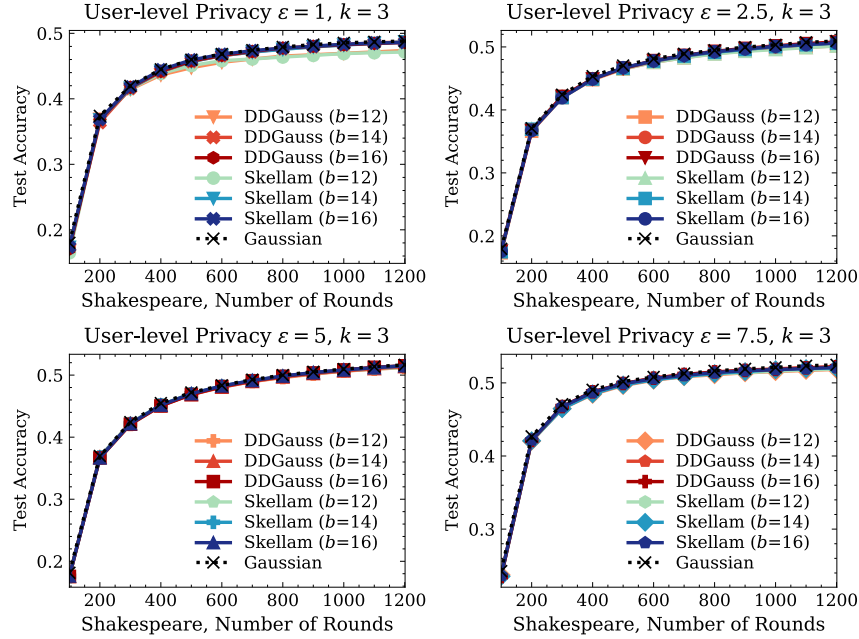 User-level Privacy ε = 1, k = 3
0.5
0.4
0.3
0.2
Test Accuracy
DDGauss (b=12)
DDGauss (b=14)
DDGauss (b=16)
Skellam (b=12)
Skellam (b=14)
Skellam (b=16)
Gaussian
200 400 600 800 1000 1200
Shakespeare, Number of Rounds
User-level Privacy ε = 2.5, k = 3
0.5
0.4
0.3
0.2
Test Accuracy
DDGauss (b=12)
DDGauss (b=14)
DDGauss (b=16)
Skellam (b=12)
Skellam (b=14)
Skellam (b=16)
Gaussian
200 400 600 800 1000 1200
Shakespeare, Number of Rounds
User-level Privacy ε = 5, k = 3
0.5
0.4
0.3
0.2
Test Accuracy
DDGauss (b=12)
DDGauss (b=14)
DDGauss (b=16)
Skellam (b=12)
Skellam (b=14)
Skellam (b=16)
Gaussian
200 400 600 800 1000 1200
Shakespeare, Number of Rounds
User-level Privacy ε = 7.5, k = 3
0.5
0.4
0.3
Test Accuracy
DDGauss (b=12)
DDGauss (b=14)
DDGauss (b=16)
Skellam (b=12)
Skellam (b=14)
Skellam (b=16)
Gaussian
200 400 600 800 1000 1200
Shakespeare, Number of Rounds